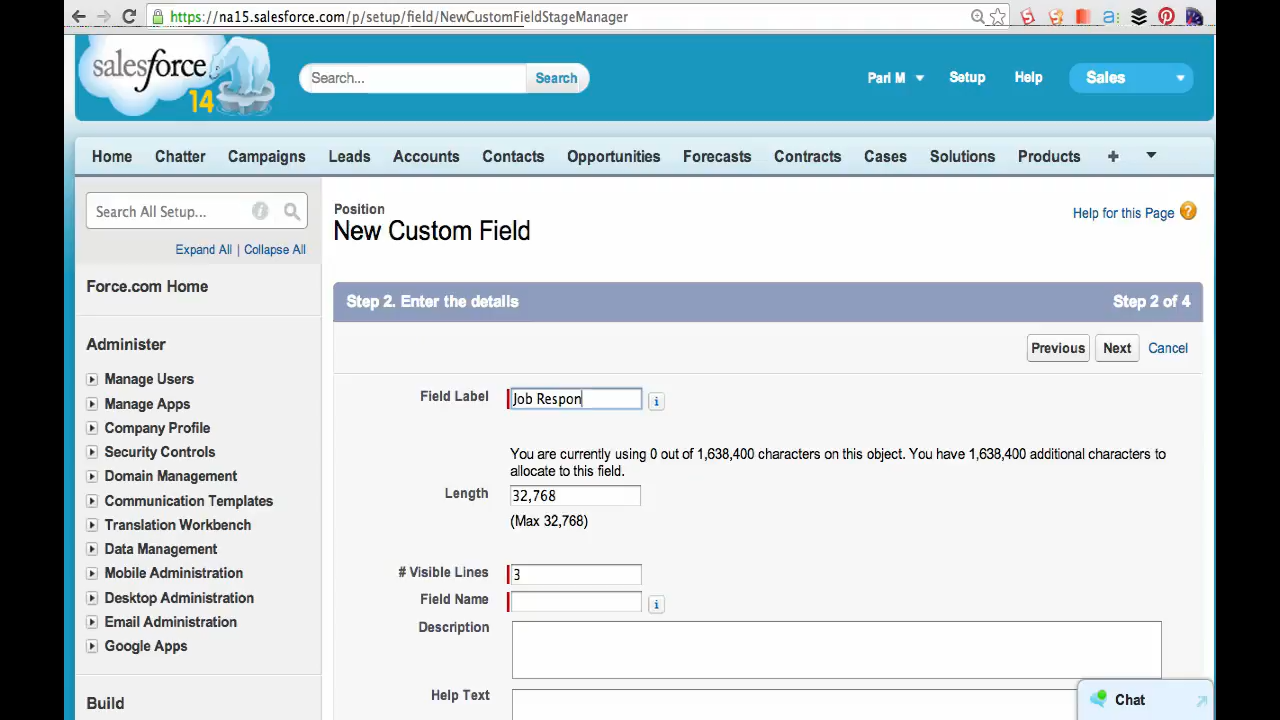 https://na15.salesforce.com/p/setup/field/NewCustomFieldStageManager
salesforce
14
Search...
Search
Pari M
Setup
Help
Sales
Home
Chatter
Campaigns
Leads
Accounts
Contacts
Opportunities
Forecasts
Contracts
Cases
Solutions
Products
Search All Setup...
Expand All | Collapse All
Force.com Home
Administer
Manage Users
Manage Apps
Company Profile
Security Controls
Domain Management
Communication Templates
Translation Workbench
Data Management
Mobile Administration
Desktop Administration
Email Administration
Google Apps
Build
Position
New Custom Field
Help for this Page
Step 2. Enter the details
Step 2 of 4
Previous
Next
Cancel
Field Label
Job Respon
You are currently using 0 out of 1,638,400 characters on this object. You have 1,638,400 additional characters to
allocate to this field.
Length
32,768
(Max 32,768)
# Visible Lines
3
Field Name
Description
Help Text
Chat